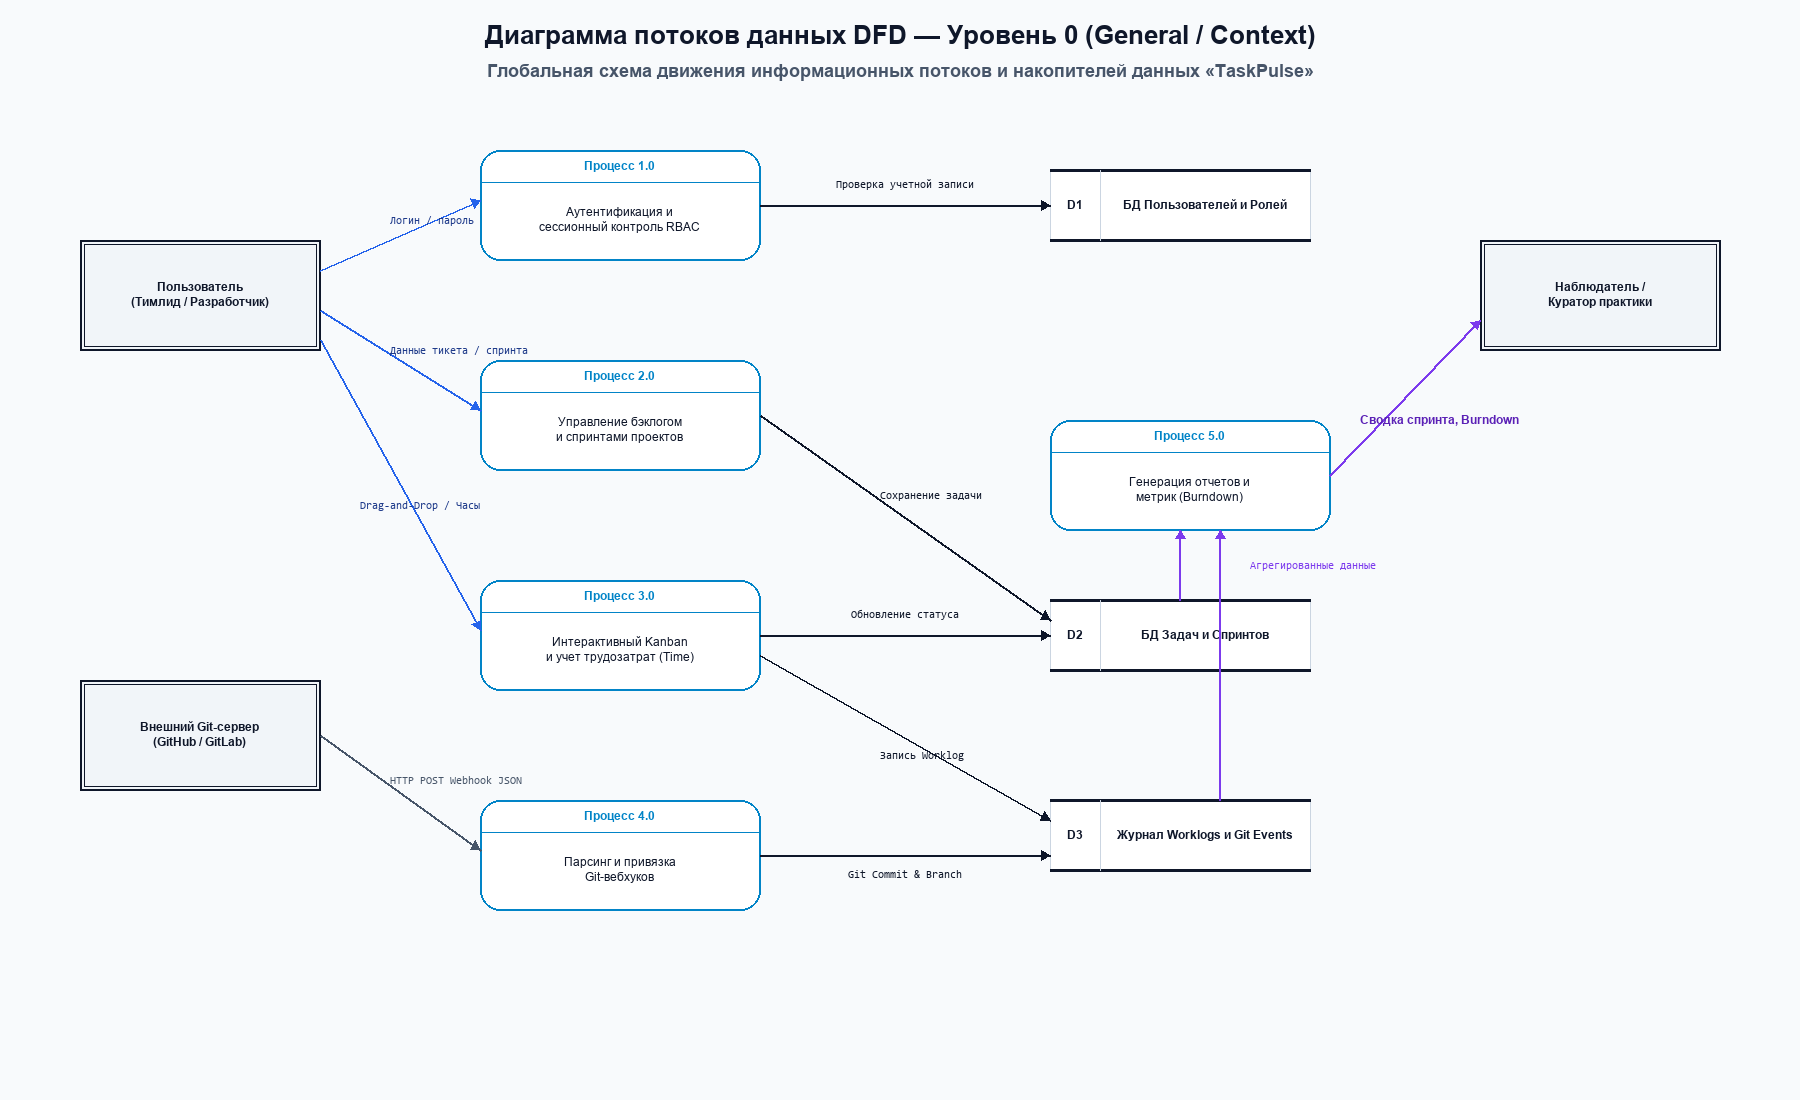 Диаграмма потоков данных DFD — Уровень 0 (General / Context)
Глобальная схема движения информационных потоков и накопителей данных «TaskPulse»
Процесс 1.0
Аутентификация и
сессионный контроль RBAC
Проверка учетной записи
D1
БД Пользователей и Ролей
Логин / пароль
Пользователь
(Тимлид / Разработчик)
Наблюдатель /
Куратор практики
Данные тикета / спринта
Процесс 2.0
Управление бэклогом
и спринтами проектов
Сводка спринта, Burndown
Процесс 5.0
Генерация отчетов и
метрик (Burndown)
Сохранение задачи
Drag-and-Drop / Часы
Агрегированные данные
Процесс 3.0
Интерактивный Kanban
и учет трудозатрат (Time)
Обновление статуса
D2
БД Задач и Спринтов
Внешний Git-сервер
(GitHub / GitLab)
Запись Worklog
HTTP POST Webhook JSON
Процесс 4.0
Парсинг и привязка
Git-вебхуков
D3
Журнал Worklogs и Git Events
Git Commit & Branch